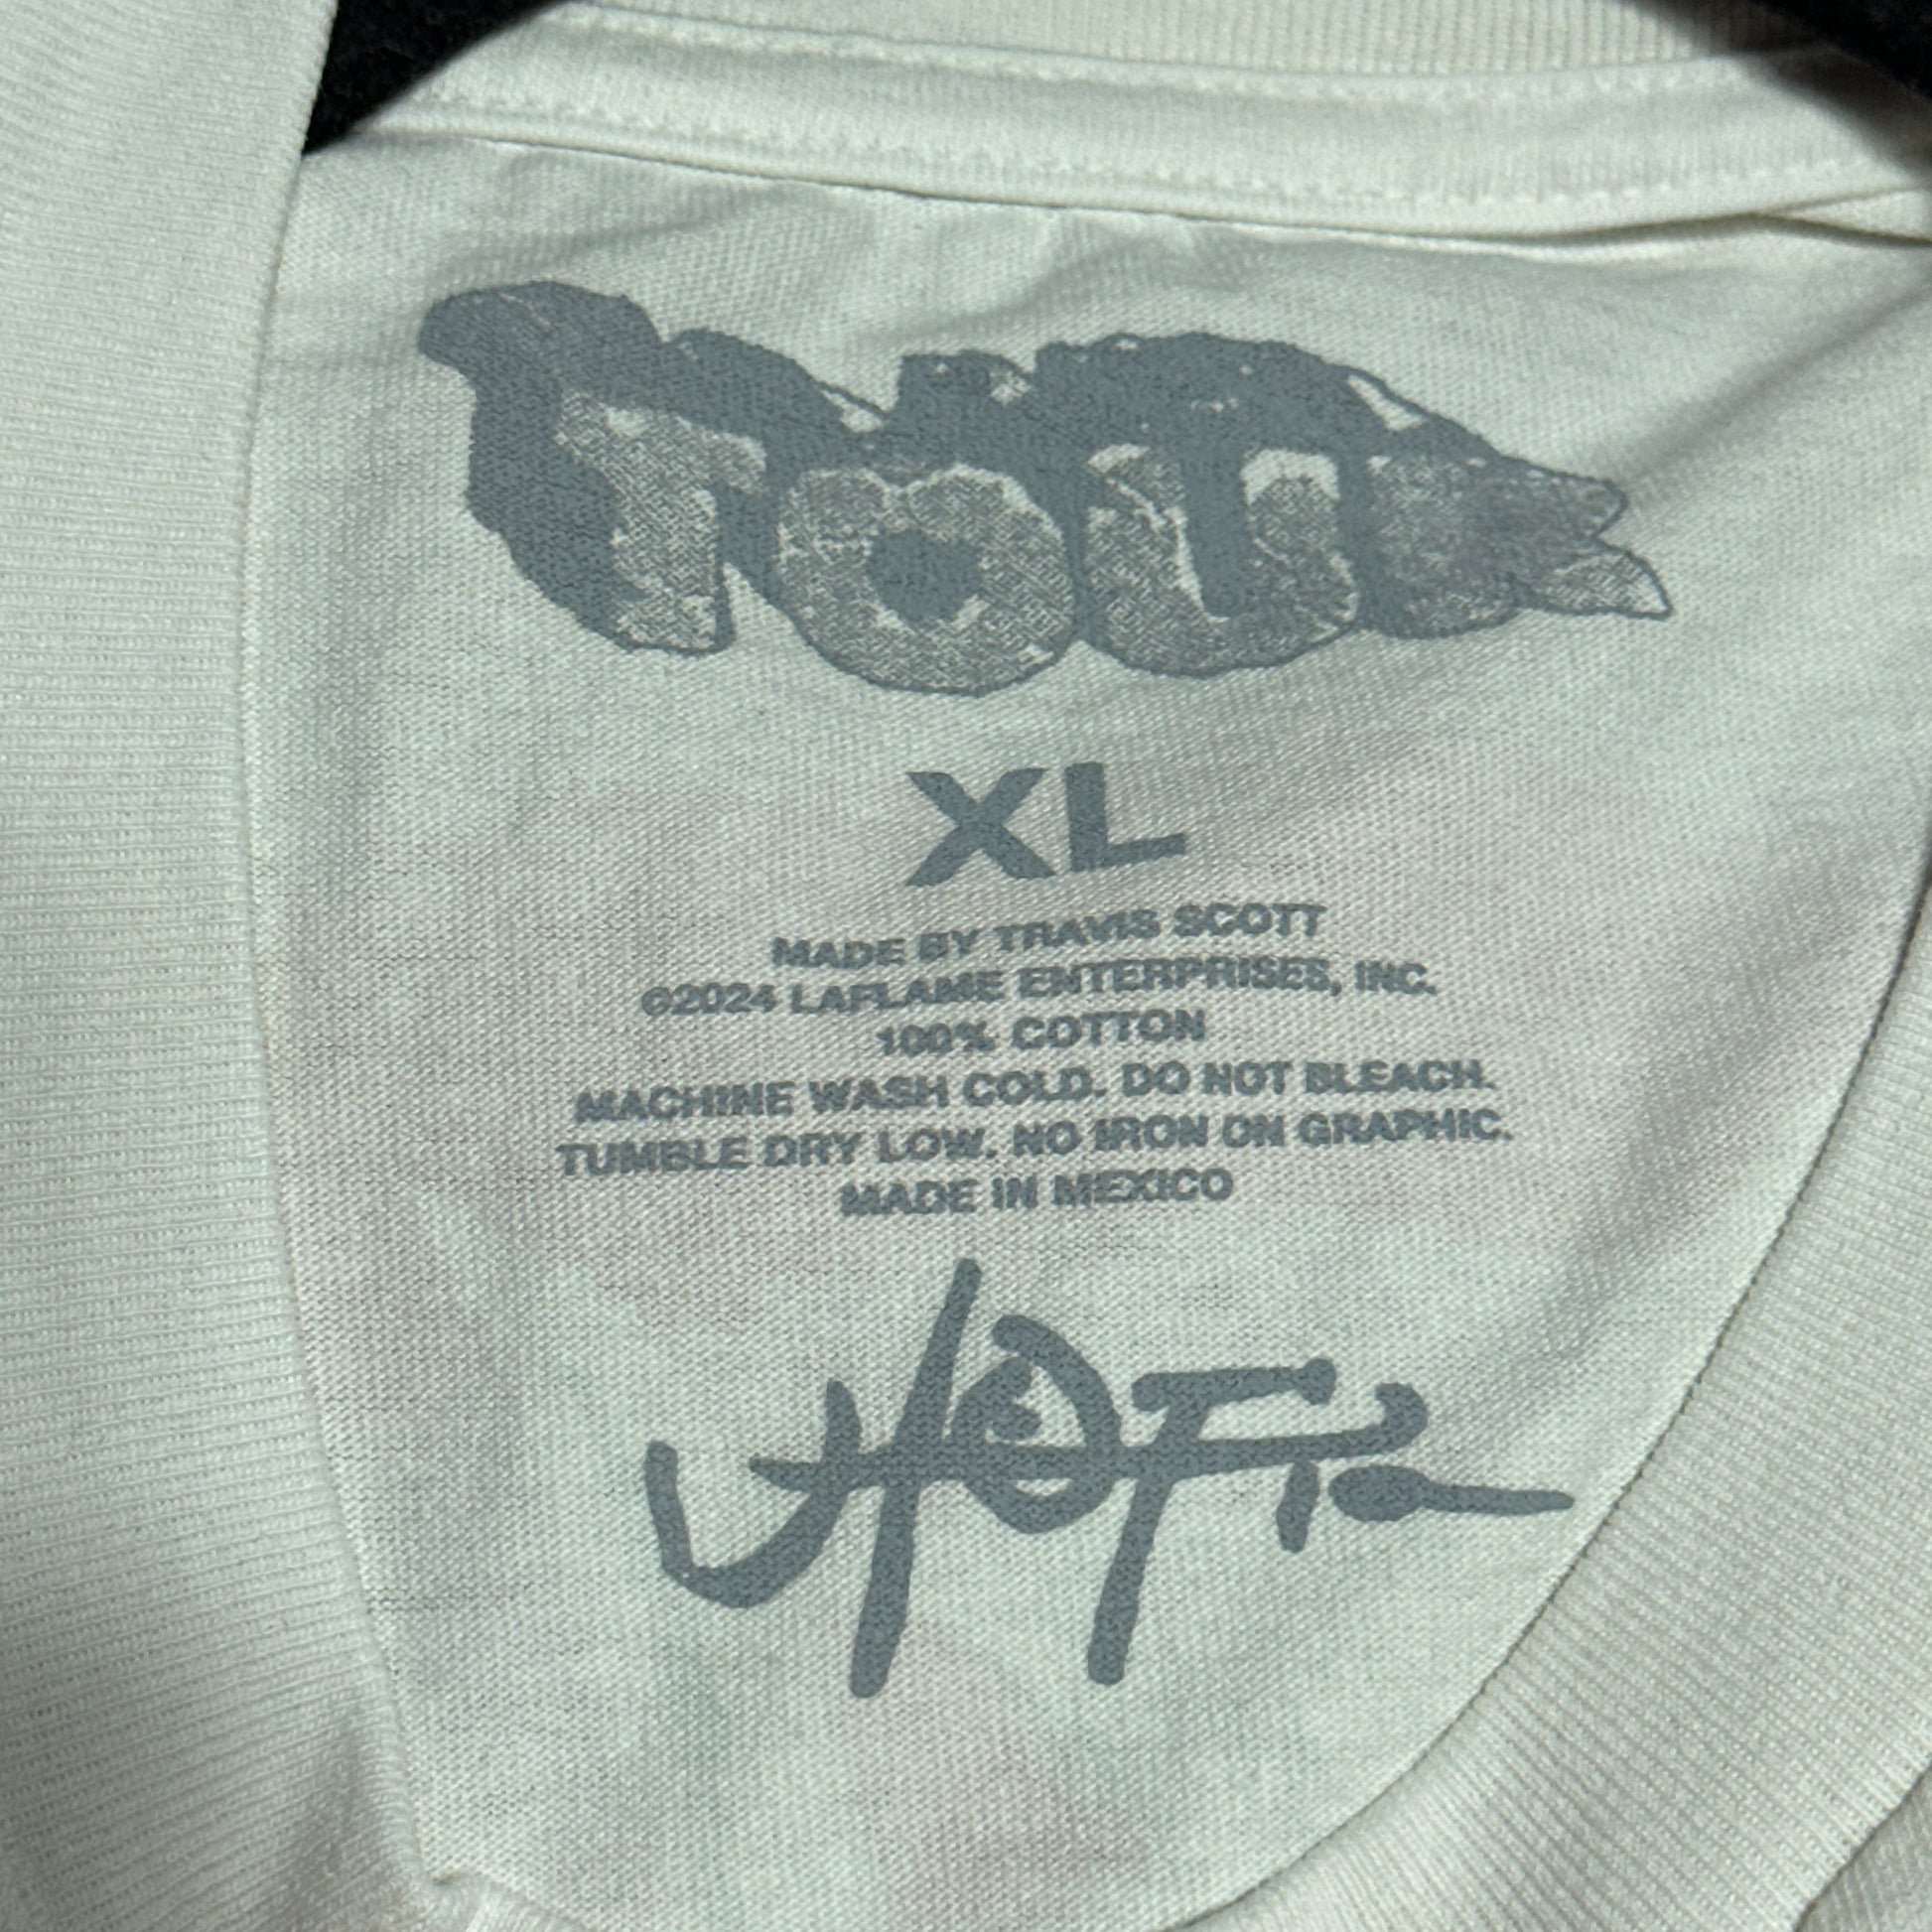 TOUR
XL
MADE BY TRAVIS SCOTT
©2024 LAFLAME ENTERPRISES, INC.
100% COTTON
MACHINE WASH COLD. DO NOT BLEACH.
TUMBLE DRY LOW. NO IRON ON GRAPHIC.
MADE IN MEXICO